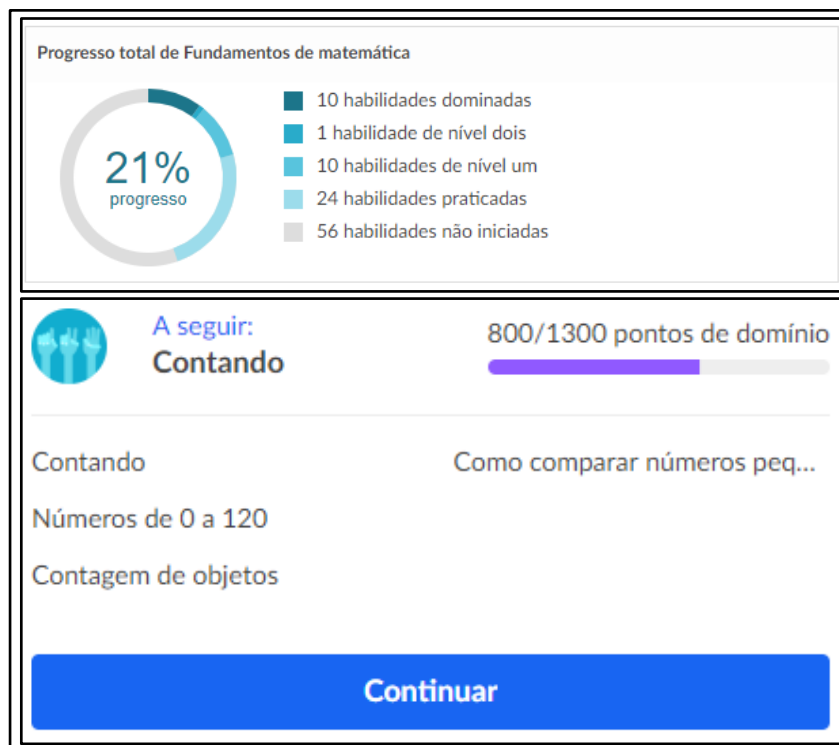 Progresso total de Fundamentos de matemática
21%
progresso
10 habilidades dominadas
1 habilidade de nível dois
10 habilidades de nível um
24 habilidades praticadas
56 habilidades não iniciadas
A seguir:
Contando
800/1300 pontos de domínio
Contando
Como comparar números peq...
Números de 0 a 120
Contagem de objetos
Continuar